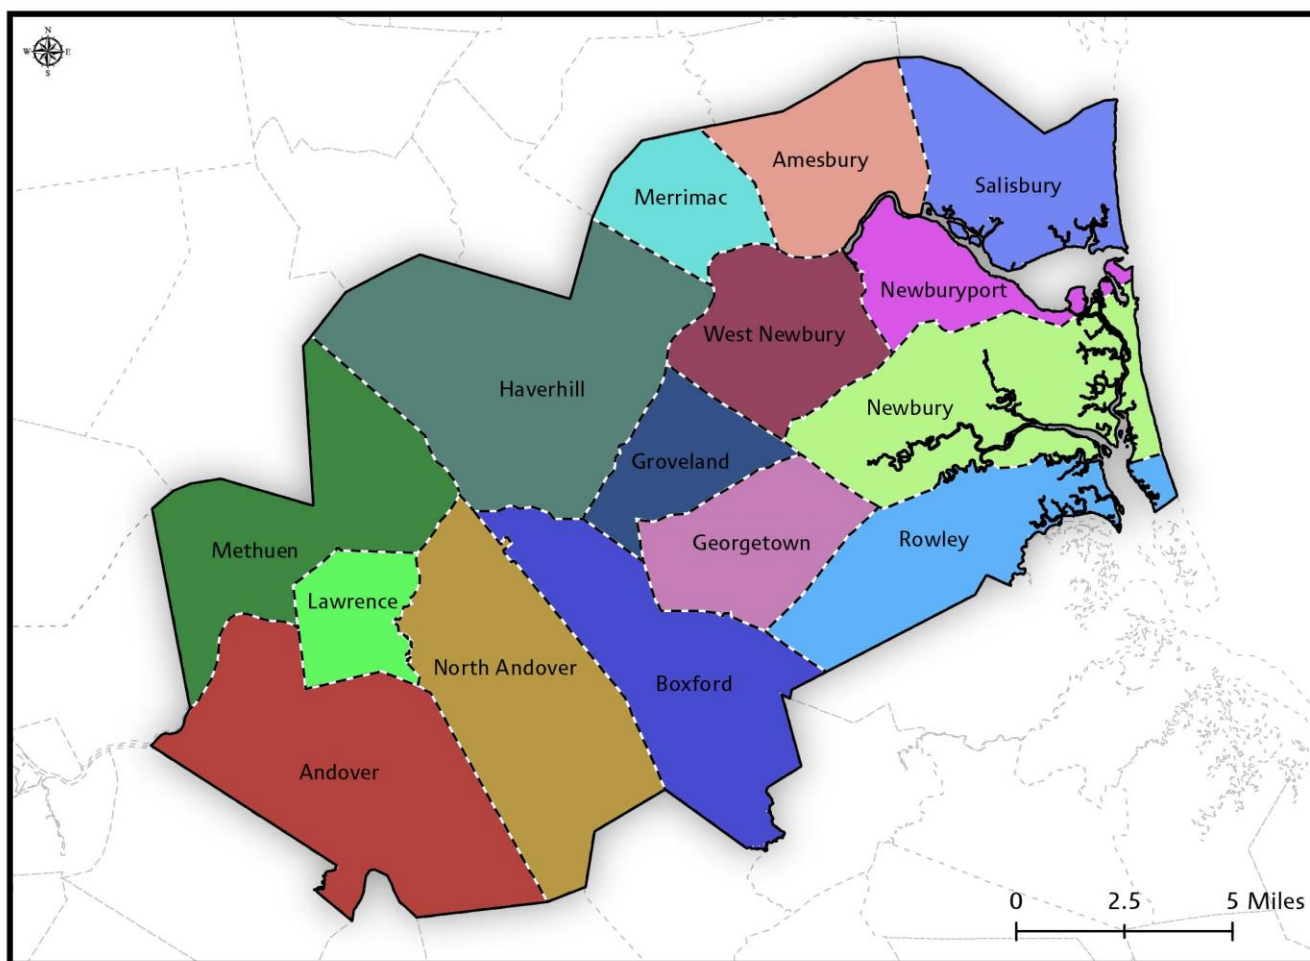 N
W E
S
Amesbury
Salisbury
Merrimac
Newburyport
West Newbury
Haverhill
Newbury
Groveland
Georgetown
Rowley
Methuen
Lawrence
North Andover
Boxford
Andover
0 2.5 5 Miles